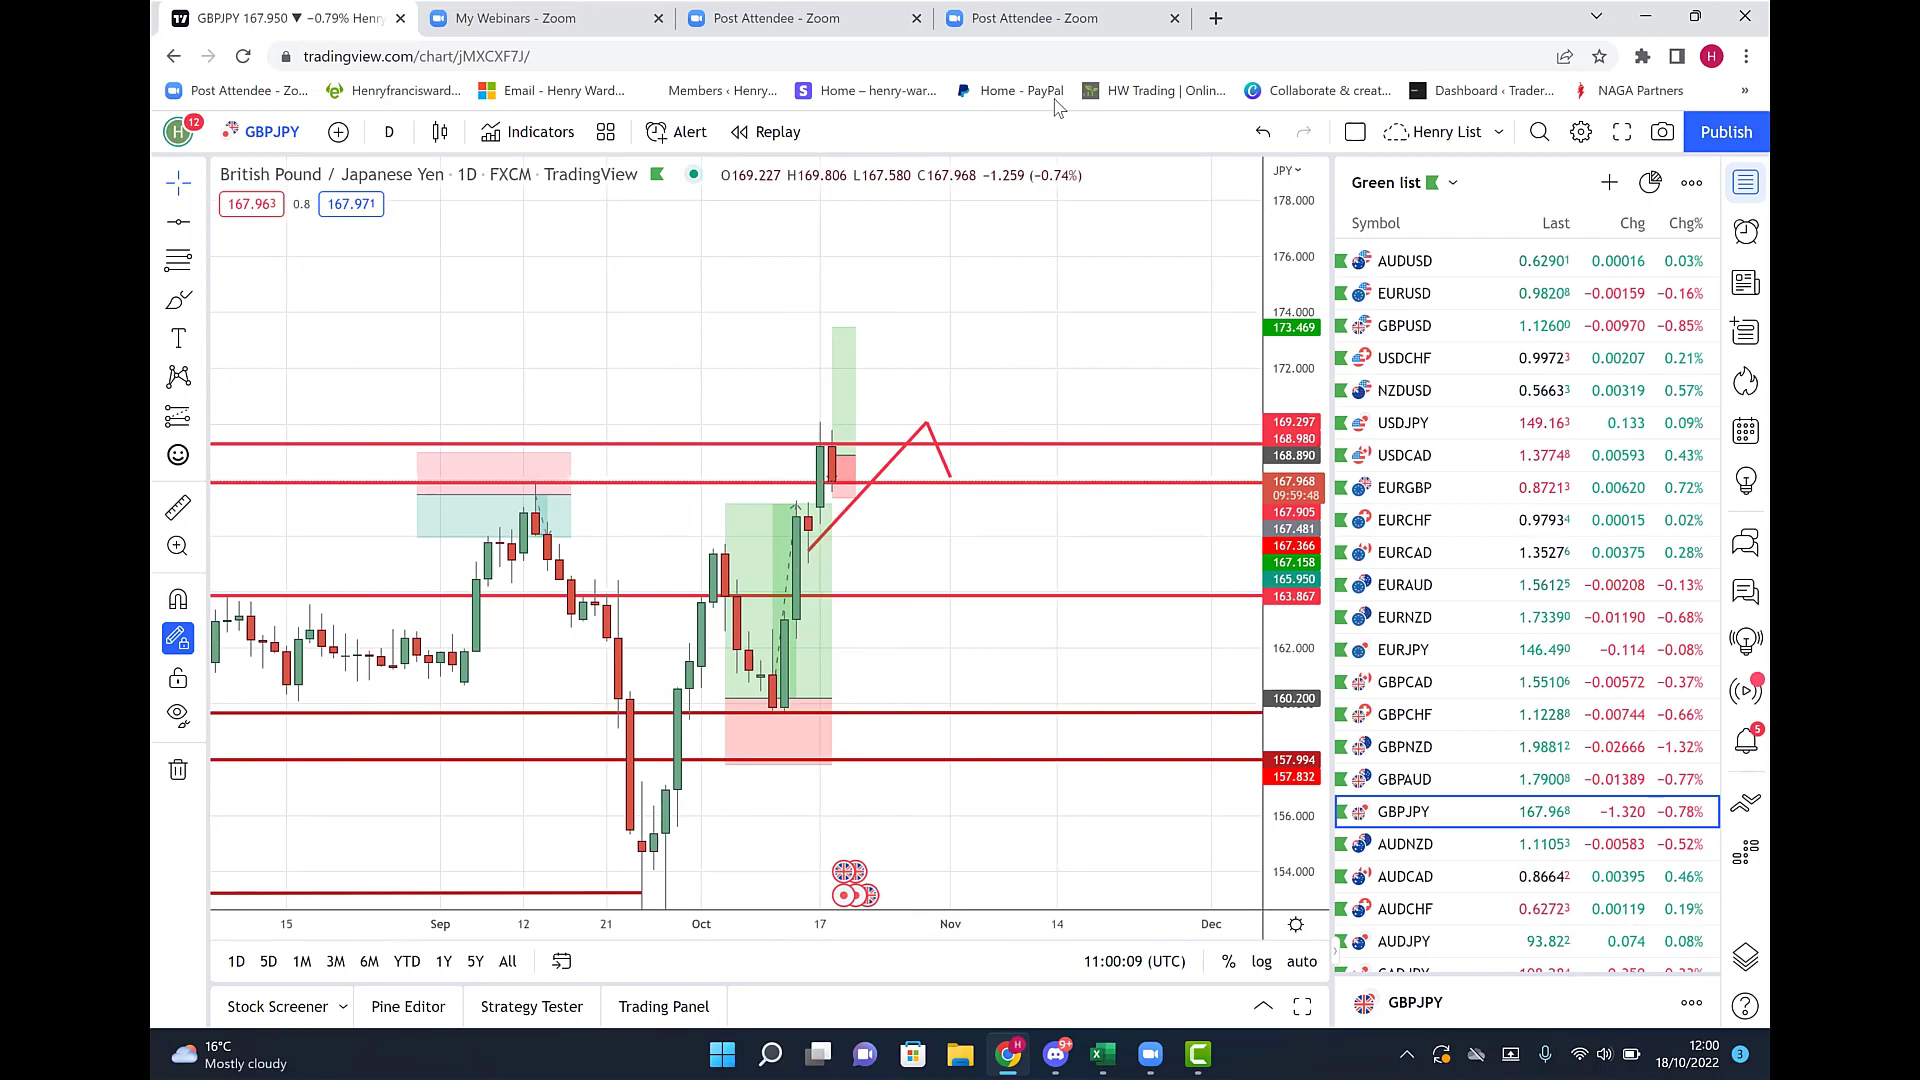 GBPJPY 167.950 ▼ −0.79% Henry
My Webinars - Zoom
Post Attendee - Zoom
Post Attendee - Zoom
tradingview.com/chart/jMXCXF7J/
H
Post Attendee - Zo...
Henryfrancisward...
Email - Henry Ward...
Members ‹ Henry...
Home – henry-war...
Home - PayPal
HW Trading | Onlin...
Collaborate & creat...
Dashboard ‹ Trader...
NAGA Partners
»
H 12
GBPJPY
D
Indicators
Alert
Replay
Henry List
Publish
British Pound / Japanese Yen · 1D · FXCM · TradingView
O169.227 H169.806 L167.580 C167.968 −1.259 (−0.74%)
167.963 0.8 167.971
JPY
178.000
176.000
174.000
173.469
172.000
169.297
168.980
168.890
167.968
09:59:48
167.905
167.481
167.366
167.158
165.950
163.867
162.000
160.200
157.994
157.832
156.000
154.000
15 Sep 12 21 Oct 17 Nov 14 Dec
1D 5D 1M 3M 6M YTD 1Y 5Y All
11:00:09 (UTC) % log auto
Stock Screener Pine Editor Strategy Tester Trading Panel
Green list
Symbol Last Chg Chg%
AUDUSD 0.62901 0.00016 0.03%
EURUSD 0.98208 −0.00159 −0.16%
GBPUSD 1.12600 −0.00970 −0.85%
USDCHF 0.99723 0.00207 0.21%
NZDUSD 0.56633 0.00319 0.57%
USDJPY 149.163 0.133 0.09%
USDCAD 1.37748 0.00593 0.43%
EURGBP 0.87213 0.00620 0.72%
EURCHF 0.97934 0.00015 0.02%
EURCAD 1.35276 0.00375 0.28%
EURAUD 1.56125 −0.00208 −0.13%
EURNZD 1.73390 −0.01190 −0.68%
EURJPY 146.490 −0.114 −0.08%
GBPCAD 1.55106 −0.00572 −0.37%
GBPCHF 1.12288 −0.00744 −0.66%
GBPNZD 1.98812 −0.02666 −1.32%
GBPAUD 1.79008 −0.01389 −0.77%
GBPJPY 167.968 −1.320 −0.78%
AUDNZD 1.11053 −0.00583 −0.52%
AUDCAD 0.86642 0.00395 0.46%
AUDCHF 0.62723 0.00119 0.19%
AUDJPY 93.822 0.074 0.08%
GBPJPY
5
16°C
Mostly cloudy
H
9+
12:00
18/10/2022
3